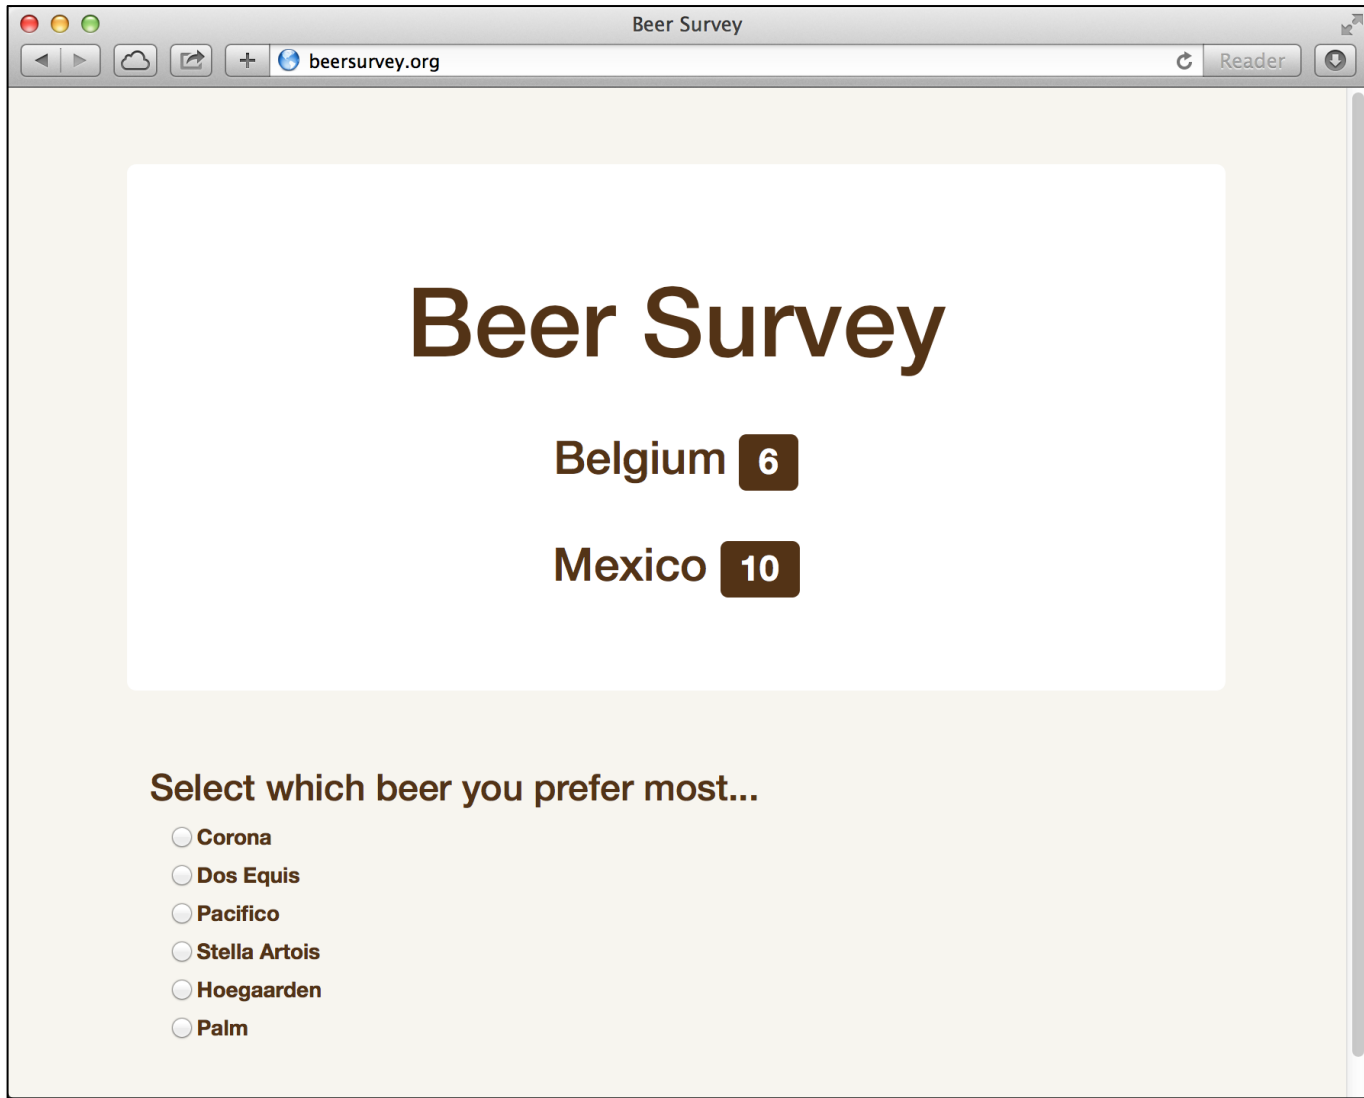 Beer Survey
beersurvey.org
Reader
Beer Survey
Belgium 6
Mexico 10
Select which beer you prefer most...
Corona
Dos Equis
Pacifico
Stella Artois
Hoegaarden
Palm